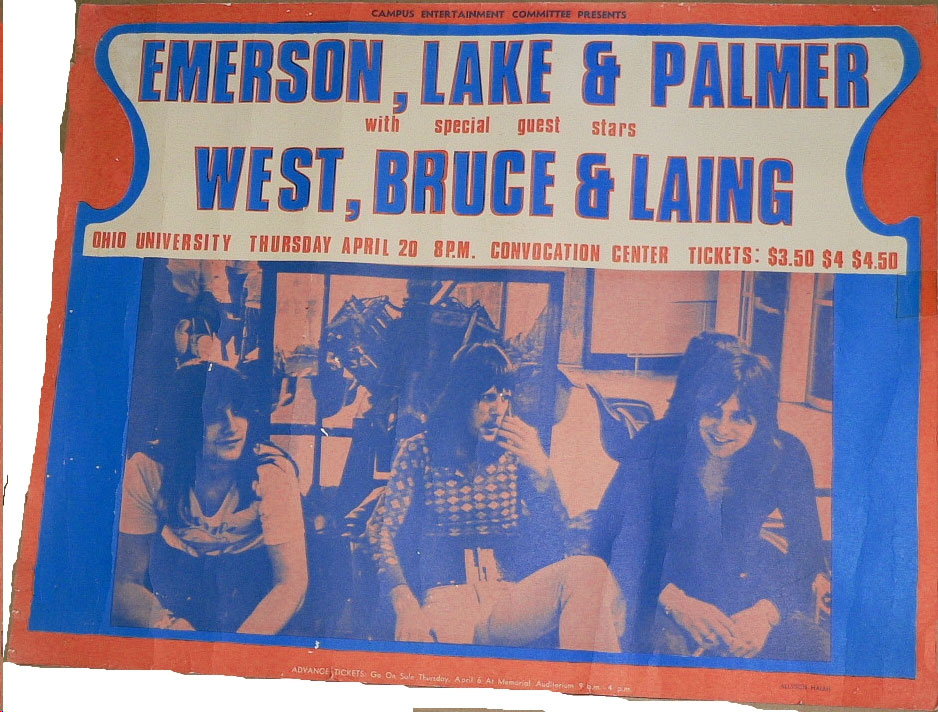 CAMPUS ENTERTAINMENT COMMITTEE PRESENTS
EMERSON, LAKE & PALMER
with special guest stars
WEST, BRUCE & LAING
OHIO UNIVERSITY THURSDAY APRIL 20 8P.M. CONVOCATION CENTER TICKETS: $3.50 $4 $4.50
ADVANCE TICKETS: Go On Sale Thursday, April 6 At Memorial Auditorium 9 a.m. - 4 p.m.